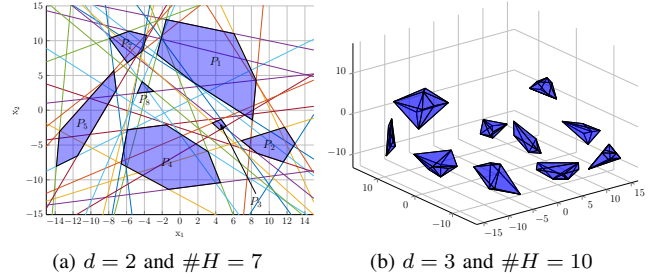 15
10
5
0
−5
−10
−15
x₂
−14 −12 −10 −8 −6 −4 −2 0 2 4 6 8 10 12 14
x₁
P₁
P₈
P₅
P₂
P₄
P₃
10
0
−10
10
0
−10
−15 −10 −5 0 5 10 15
(a) d = 2 and #H = 7
(b) d = 3 and #H = 10